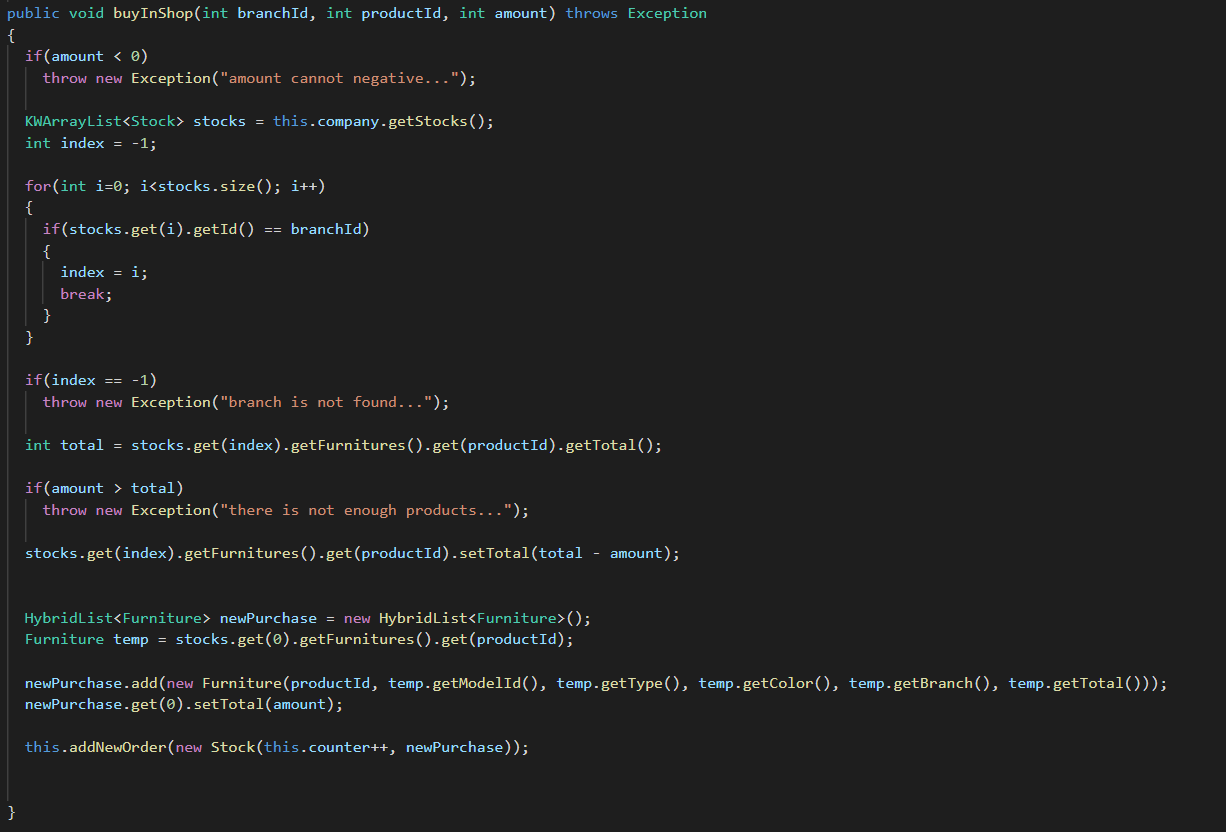 public void buyInShop(int branchId, int productId, int amount) throws Exception
{
if(amount < 0)
throw new Exception("amount cannot negative...");
KWArrayList<Stock> stocks = this.company.getStocks();
int index = -1;
for(int i=0; i<stocks.size(); i++)
{
if(stocks.get(i).getId() == branchId)
{
index = i;
break;
}
}
if(index == -1)
throw new Exception("branch is not found...");
int total = stocks.get(index).getFurnitures().get(productId).getTotal();
if(amount > total)
throw new Exception("there is not enough products...");
stocks.get(index).getFurnitures().get(productId).setTotal(total - amount);
HybridList<Furniture> newPurchase = new HybridList<Furniture>();
Furniture temp = stocks.get(0).getFurnitures().get(productId);
newPurchase.add(new Furniture(productId, temp.getModelId(), temp.getType(), temp.getColor(), temp.getBranch(), temp.getTotal()));
newPurchase.get(0).setTotal(amount);
this.addNewOrder(new Stock(this.counter++, newPurchase));
}